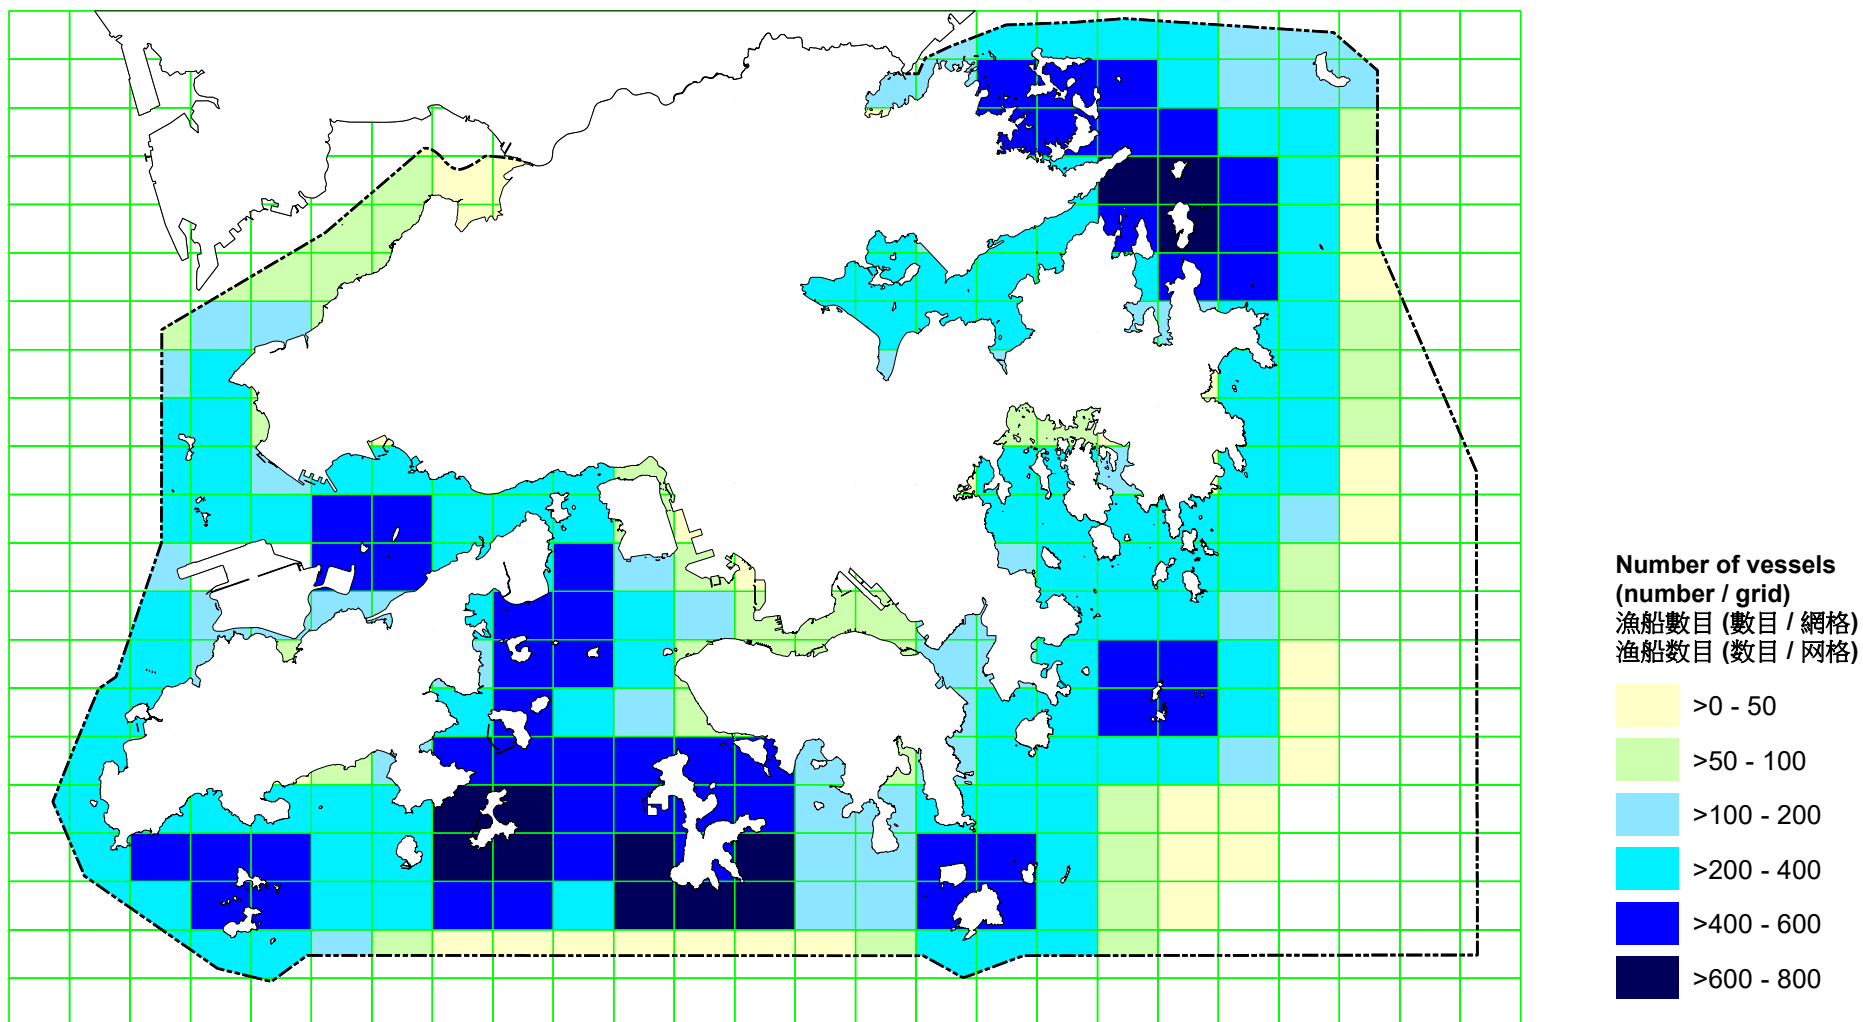 Number of vessels
(number / grid)
漁船數目 (數目 / 網格)
渔船数目 (数目 / 网格)
>0 - 50
>50 - 100
>100 - 200
>200 - 400
>400 - 600
>600 - 800